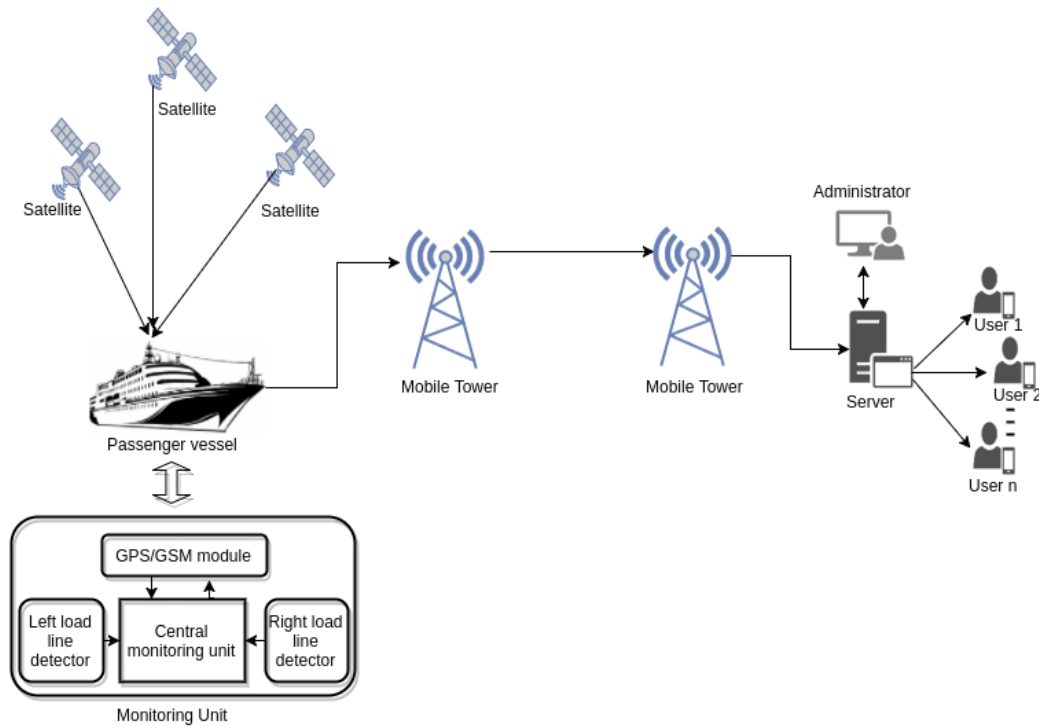 Satellite
Satellite
Satellite
Administrator
Mobile Tower
Mobile Tower
Server
User 1
User 2
User n
Passenger vessel
GPS/GSM module
Left load
line
detector
Central
monitoring unit
Right load
line
detector
Monitoring Unit